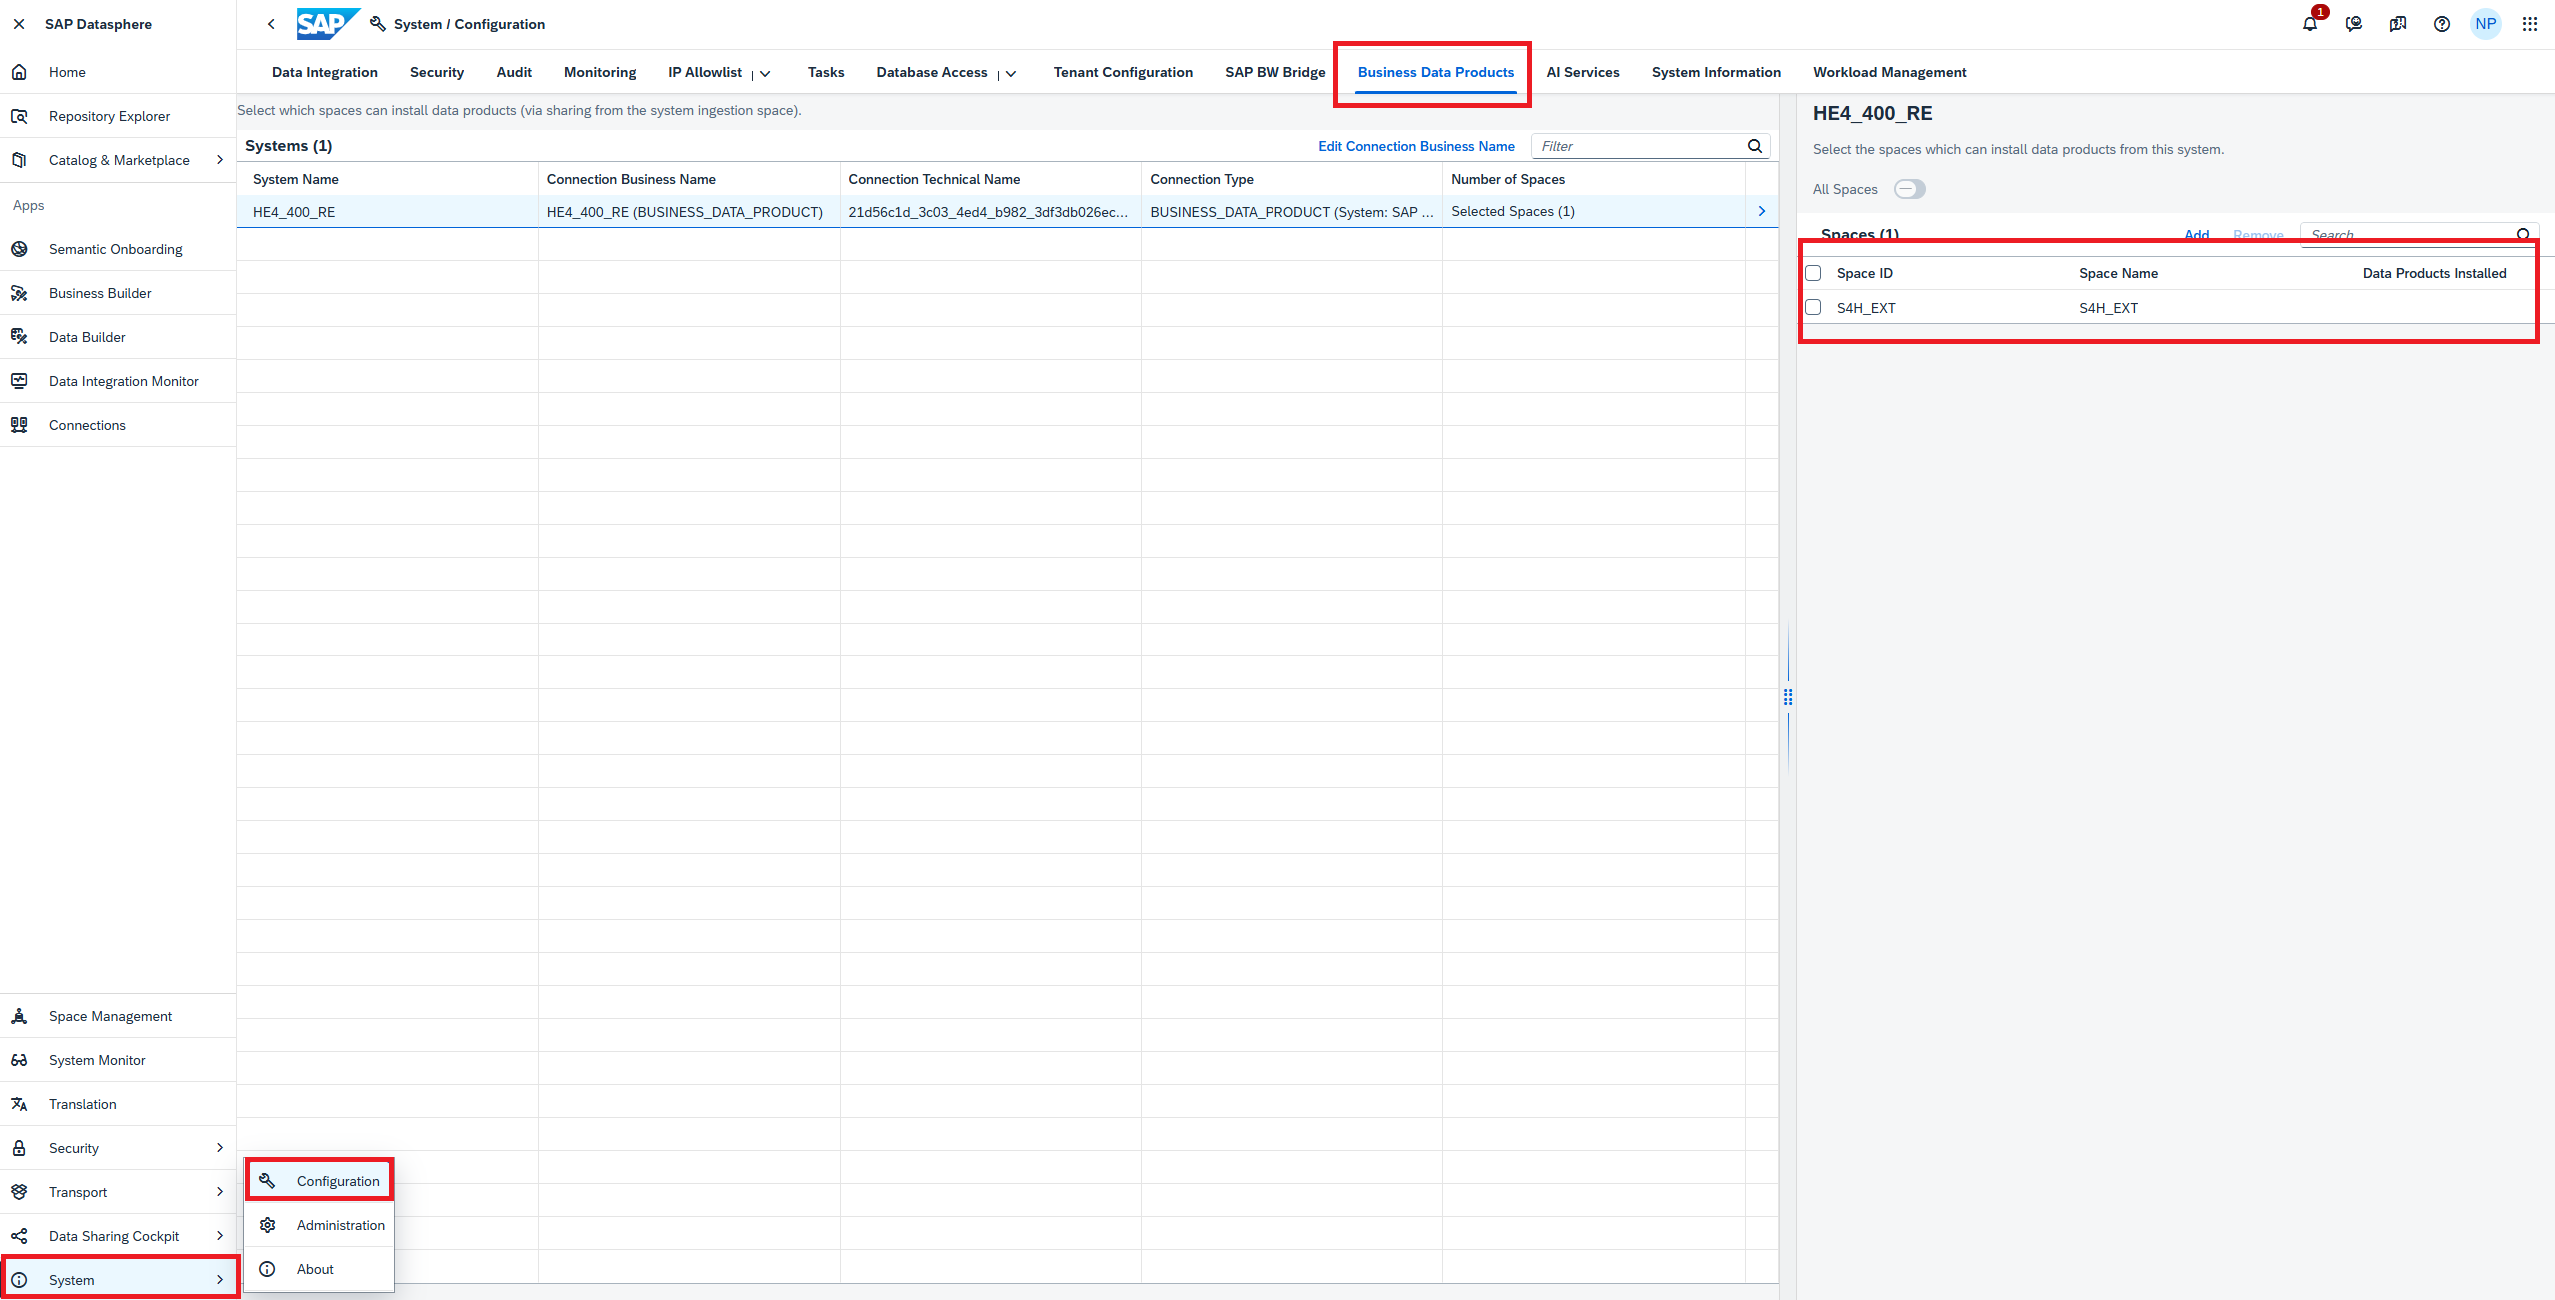 SAP Datasphere
SAP
System / Configuration
1
NP
Home
Repository Explorer
Catalog & Marketplace
Apps
Semantic Onboarding
Business Builder
Data Builder
Data Integration Monitor
Connections
Space Management
System Monitor
Translation
Security
Transport
Data Sharing Cockpit
System
Configuration
Administration
About
Data Integration Security Audit Monitoring IP Allowlist Tasks Database Access Tenant Configuration SAP BW Bridge Business Data Products AI Services System Information Workload Management
Select which spaces can install data products (via sharing from the system ingestion space).
Systems (1) Edit Connection Business Name Filter
System Name Connection Business Name Connection Technical Name Connection Type Number of Spaces
HE4_400_RE HE4_400_RE (BUSINESS_DATA_PRODUCT) 21d56c1d_3c03_4ed4_b982_3df3db026ec... BUSINESS_DATA_PRODUCT (System: SAP ... Selected Spaces (1)
HE4_400_RE
Select the spaces which can install data products from this system.
All Spaces
Spaces (1) Add Remove Search
Space ID Space Name Data Products Installed
S4H_EXT S4H_EXT